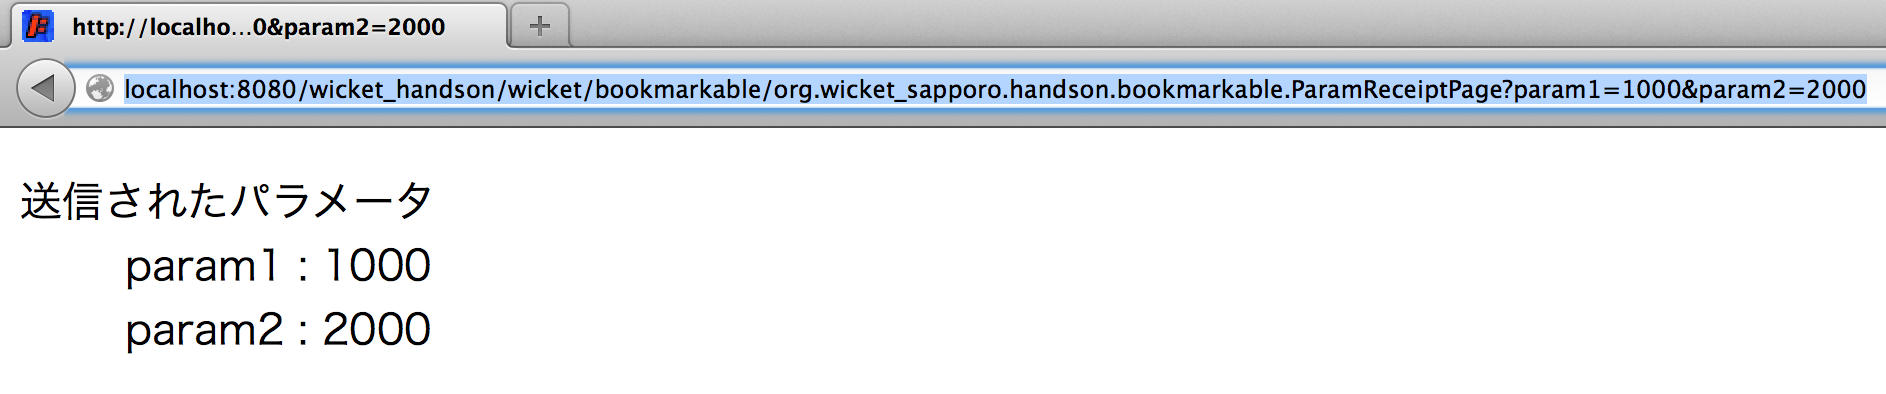 http://localho...0&param2=2000
localhost:8080/wicket_handson/wicket/bookmarkable/org.wicket_sapporo.handson.bookmarkable.ParamReceiptPage?param1=1000&param2=2000
送信されたパラメータ
param1 : 1000
param2 : 2000